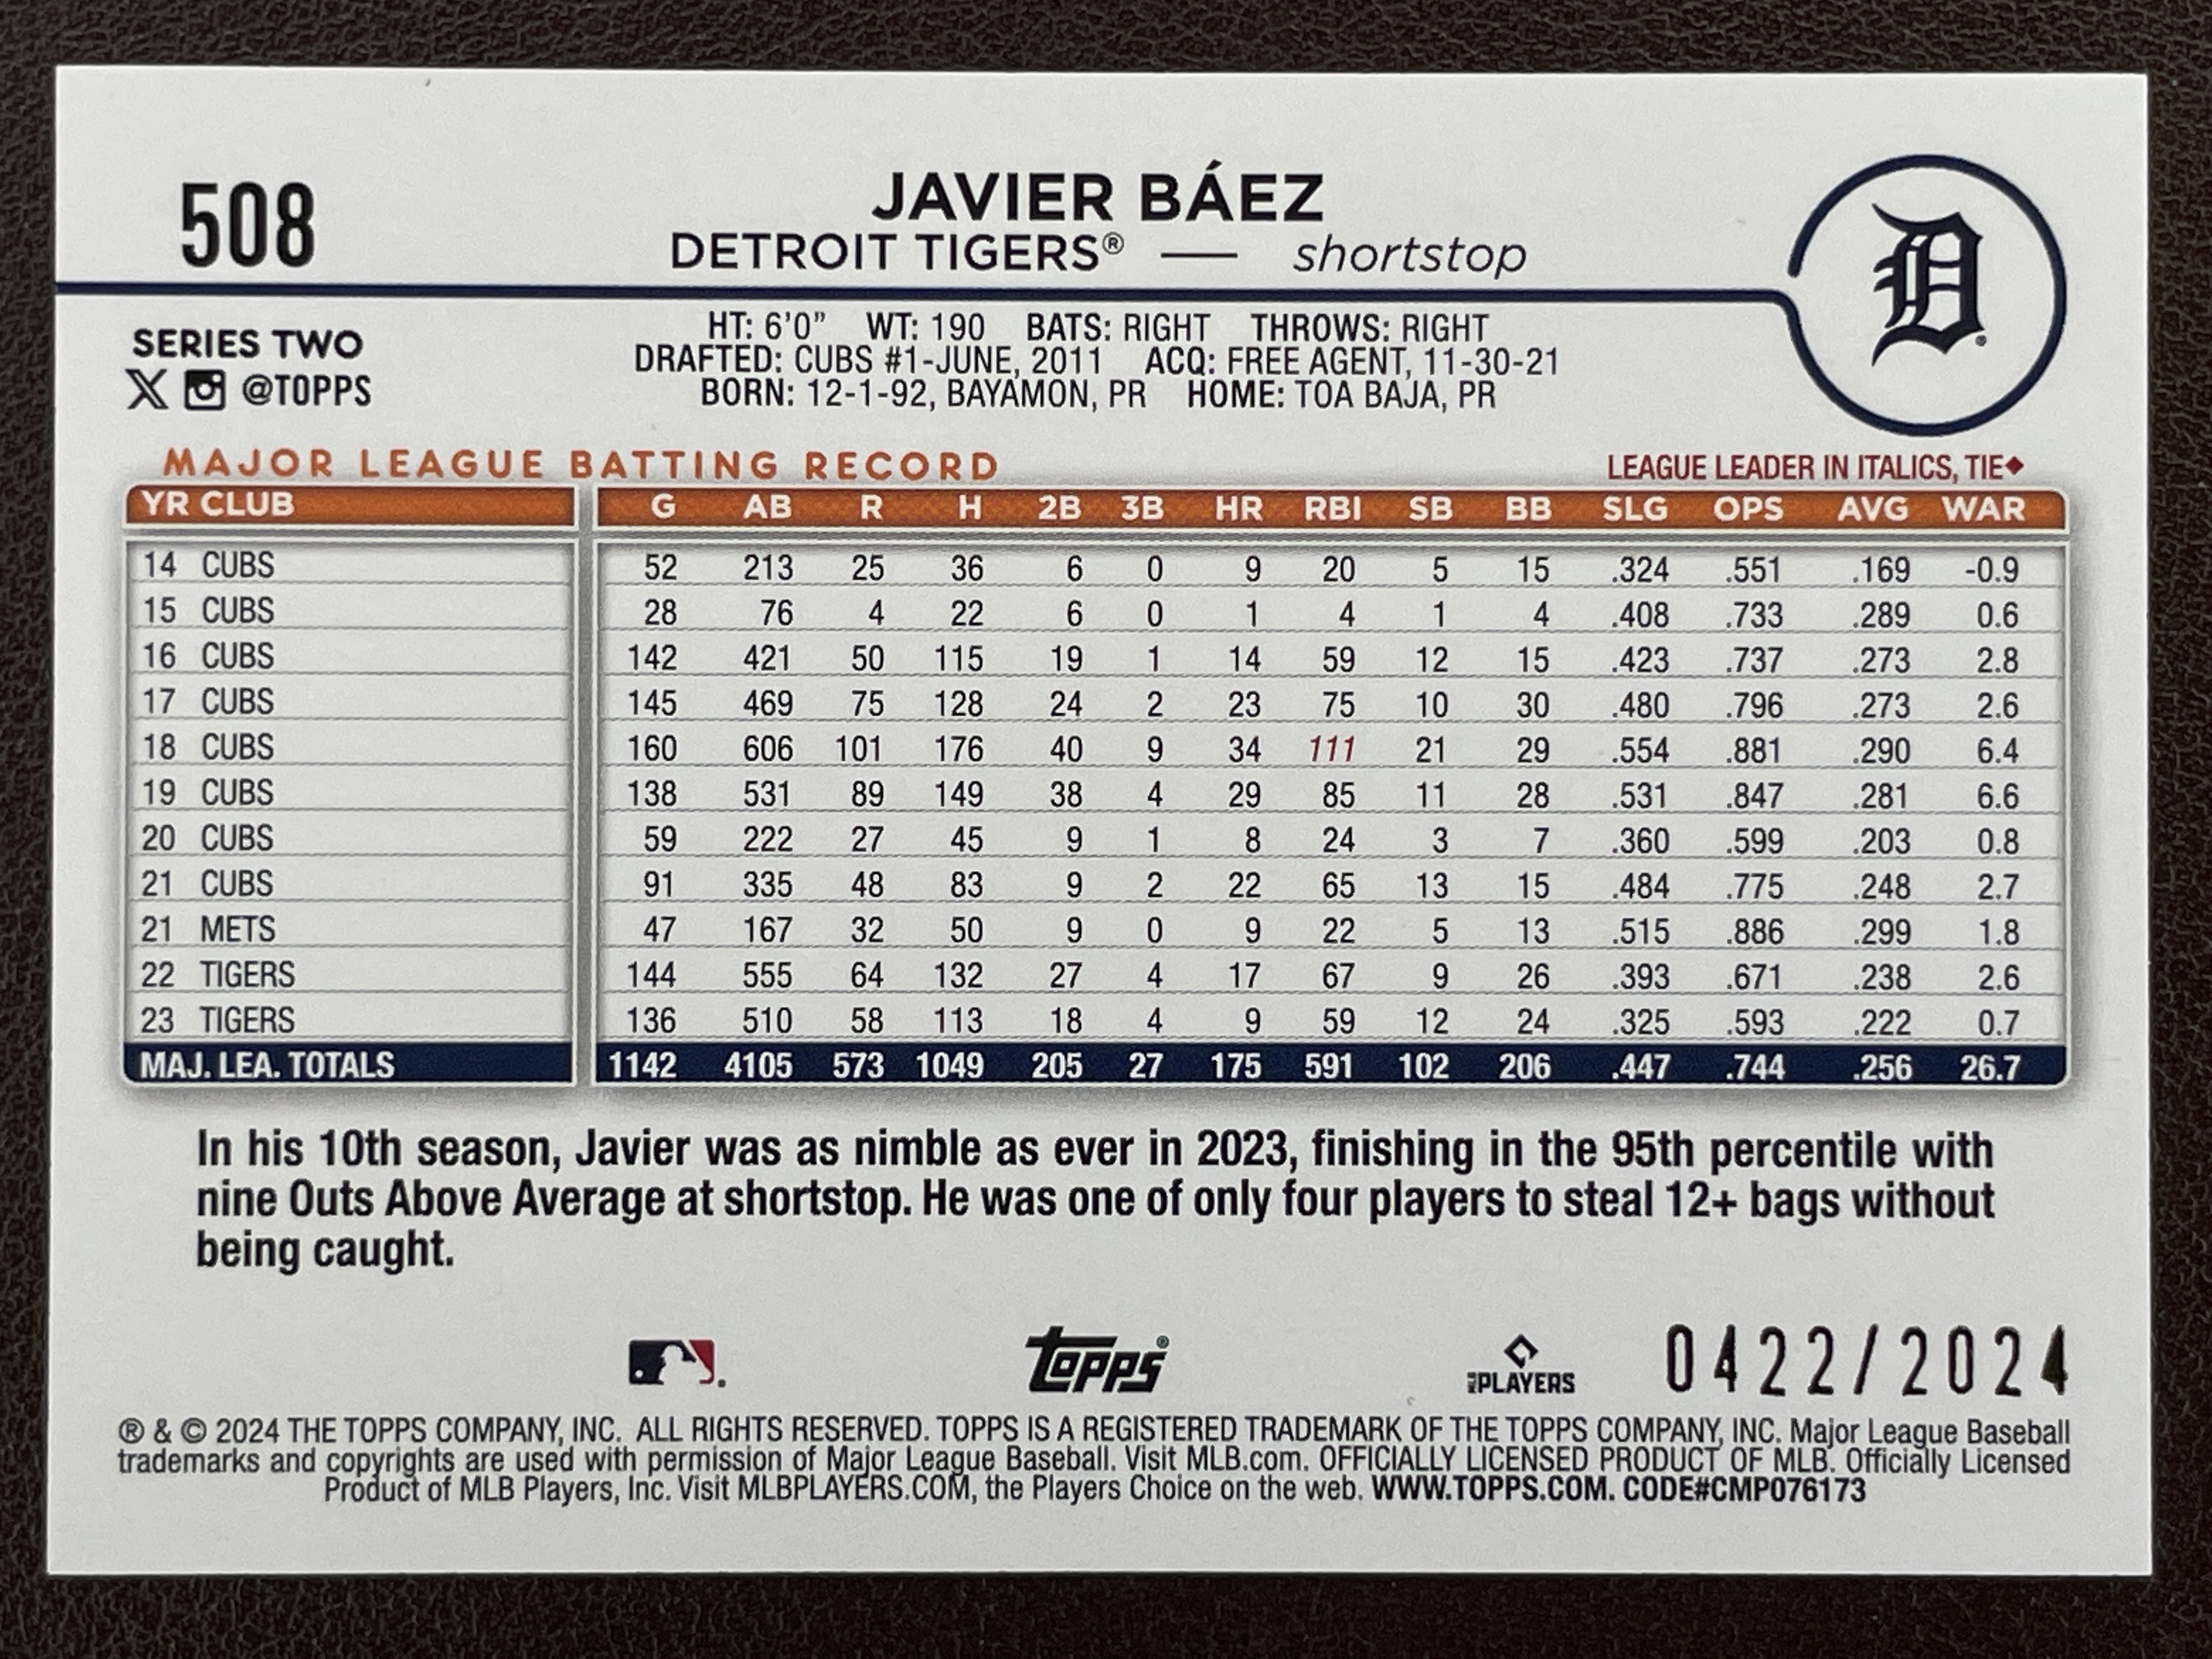 508
JAVIER BÁEZ
DETROIT TIGERS® — shortstop
D
SERIES TWO
X @TOPPS
HT: 6'0" WT: 190 BATS: RIGHT THROWS: RIGHT
DRAFTED: CUBS #1-JUNE, 2011 ACQ: FREE AGENT, 11-30-21
BORN: 12-1-92, BAYAMON, PR HOME: TOA BAJA, PR
MAJOR LEAGUE BATTING RECORD LEAGUE LEADER IN ITALICS, TIE♦
YR CLUB G AB R H 2B 3B HR RBI SB BB SLG OPS AVG WAR
14 CUBS 52 213 25 36 6 0 9 20 5 15 .324 .551 .169 -0.9
15 CUBS 28 76 4 22 6 0 1 4 1 4 .408 .733 .289 0.6
16 CUBS 142 421 50 115 19 1 14 59 12 15 .423 .737 .273 2.8
17 CUBS 145 469 75 128 24 2 23 75 10 30 .480 .796 .273 2.6
18 CUBS 160 606 101 176 40 9 34 111 21 29 .554 .881 .290 6.4
19 CUBS 138 531 89 149 38 4 29 85 11 28 .531 .847 .281 6.6
20 CUBS 59 222 27 45 9 1 8 24 3 7 .360 .599 .203 0.8
21 CUBS 91 335 48 83 9 2 22 65 13 15 .484 .775 .248 2.7
21 METS 47 167 32 50 9 0 9 22 5 13 .515 .886 .299 1.8
22 TIGERS 144 555 64 132 27 4 17 67 9 26 .393 .671 .238 2.6
23 TIGERS 136 510 58 113 18 4 9 59 12 24 .325 .593 .222 0.7
MAJ. LEA. TOTALS 1142 4105 573 1049 205 27 175 591 102 206 .447 .744 .256 26.7
In his 10th season, Javier was as nimble as ever in 2023, finishing in the 95th percentile with
nine Outs Above Average at shortstop. He was one of only four players to steal 12+ bags without
being caught.
topps® PLAYERS 0422/2024
® & © 2024 THE TOPPS COMPANY, INC. ALL RIGHTS RESERVED. TOPPS IS A REGISTERED TRADEMARK OF THE TOPPS COMPANY, INC. Major League Baseball
trademarks and copyrights are used with permission of Major League Baseball. Visit MLB.com. OFFICIALLY LICENSED PRODUCT OF MLB. Officially Licensed
Product of MLB Players, Inc. Visit MLBPLAYERS.COM, the Players Choice on the web. WWW.TOPPS.COM. CODE#CMP076173